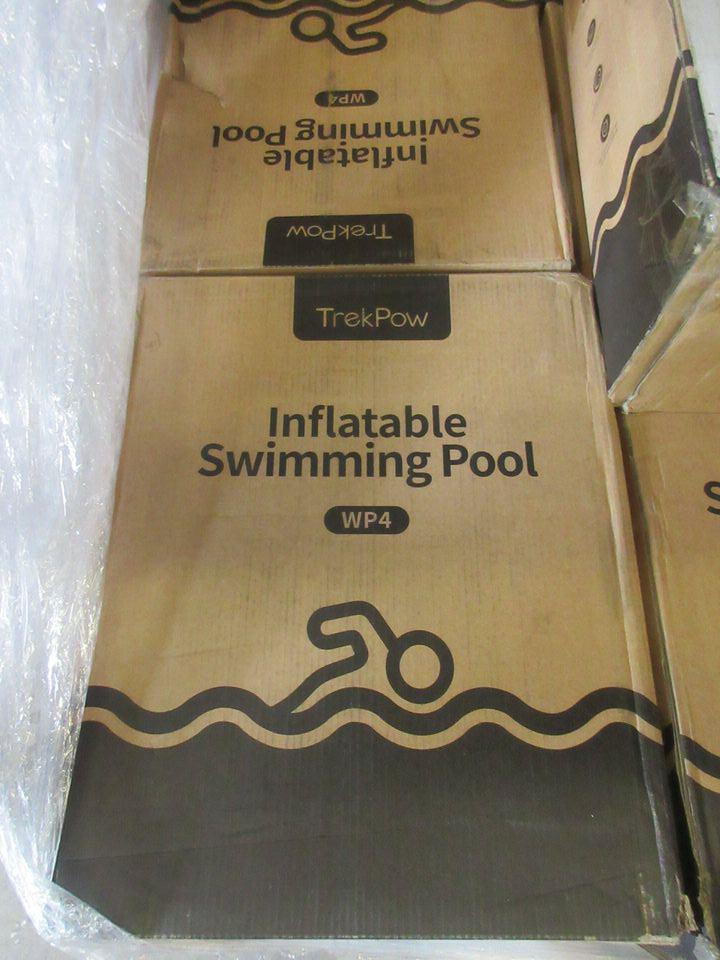 WP4
Swimming Pool
Inflatable
TrekPow
TrekPow
Inflatable
Swimming Pool
WP4
S